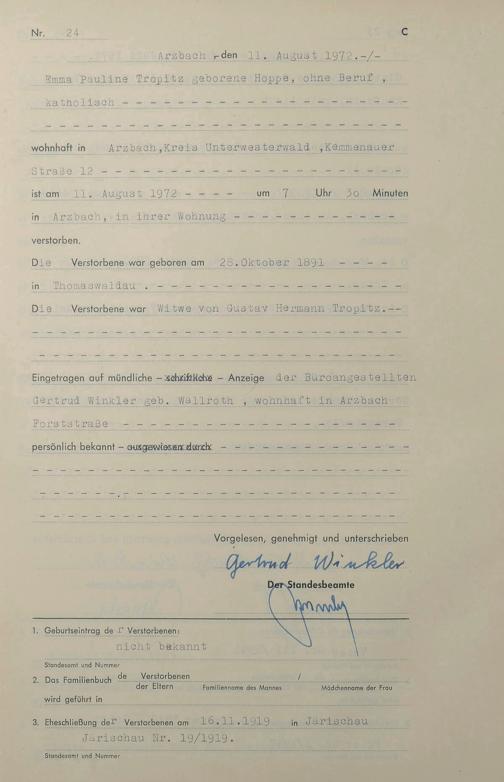 Nr. 24 C
Arzbach , den 11. August 1972.-/-
Emma Pauline Tropitz geborene Hoppe, ohne Beruf ,
katholisch - - - - - - - - - - - - - - - - - -
- - - - - - - - - - - - - - - - - - - - - - -
wohnhaft in Arzbach,Kreis Unterwesterwald ,Kemmenauer
Straße 12 - - - - - - - - - - - - - - - - - - -
ist am 11. August 1972 - - - - um 7 Uhr 3o Minuten
in Arzbach, in ihrer Wohnung - - - - - - - - - - -
verstorben.
Die Verstorbene war geboren am 28.Oktober 1891 - - - -
in Thomaswaldau . - - - - - - - - - - - - - - - -
Die Verstorbene war Witwe von Gustav Hermann Tropitz.--
- - - - - - - - - - - - - - - - - - - - - - - -
- - - - - - - - - - - - - - - - - - - - - - - -
Eingetragen auf mündliche – schriftliche – Anzeige der Büroangestellten
Gertrud Winkler geb. Wallroth , wohnhaft in Arzbach
Forststraße - - - - - - - - - - - - - - - - - -
persönlich bekannt – ausgewiesen durch - - - - - - - - - - - -
- - - - - - - - - - - - - - - - - - - - - - - -
- - - - - - - - - - - - - - - - - - - - - - - -
- - - - - - - - - - - - - - - - - - - - - - - -
Vorgelesen, genehmigt und unterschrieben
Gertrud Winkler
Der Standesbeamte
1. Geburtseintrag der Verstorbenen:
nicht bekannt
Standesamt und Nummer
2. Das Familienbuch de Verstorbenen /
der Eltern Familienname des Mannes Mädchenname der Frau
wird geführt in
3. Eheschließung der Verstorbenen am 16.11.1919 in Jarischau
Jarischau Nr. 19/1919.
Standesamt und Nummer